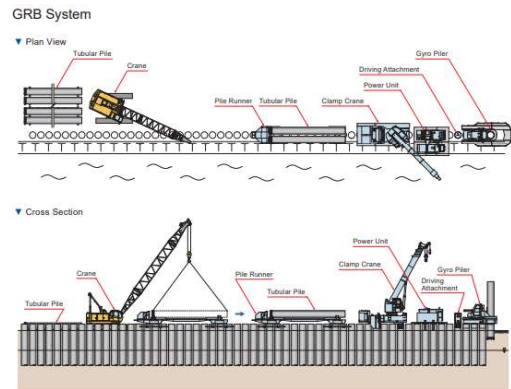 GRB System
▼ Plan View
Tubular Pile
Crane
Pile Runner
Tubular Pile
Clamp Crane
Driving Attachment
Power Unit
Gyro Piler
▼ Cross Section
Tubular Pile
Crane
Pile Runner
Tubular Pile
Clamp Crane
Power Unit
Driving
Attachment
Gyro Piler